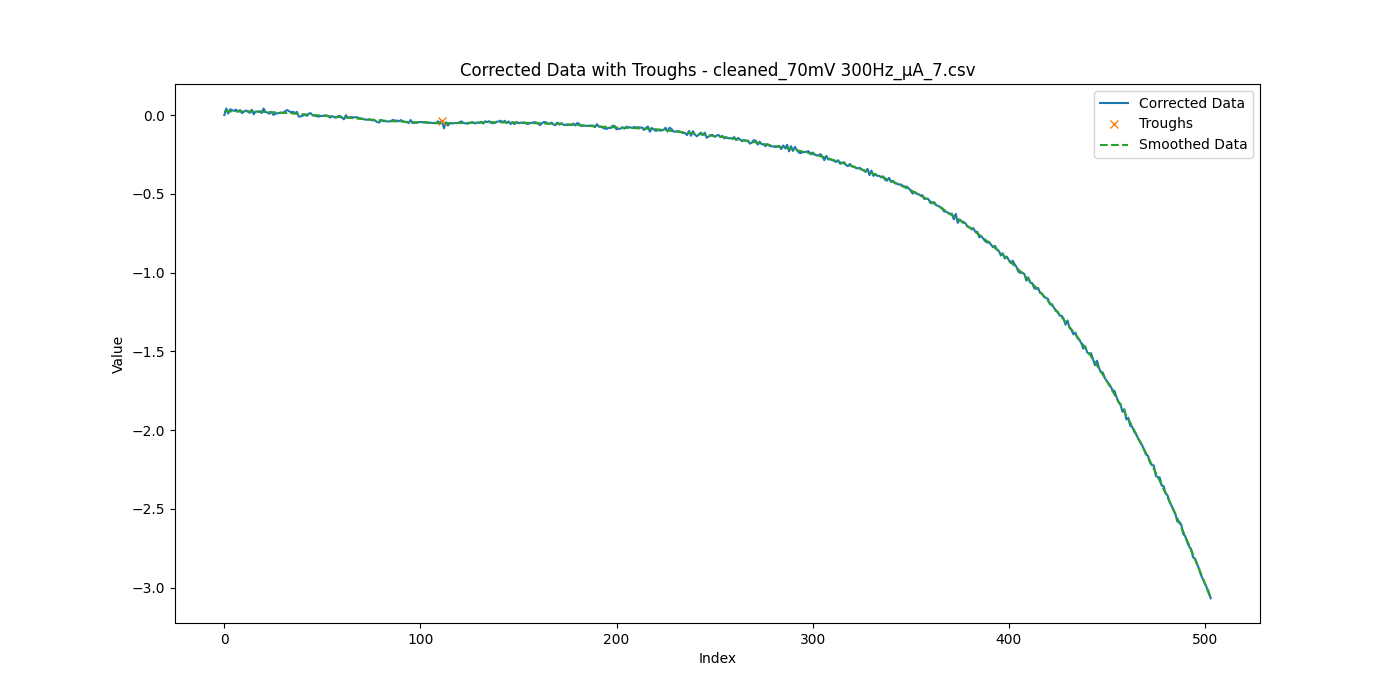 Corrected Data with Troughs - cleaned_70mV 300Hz_µA_7.csv
Corrected Data
Troughs
Smoothed Data
Value
0.0
−0.5
−1.0
−1.5
−2.0
−2.5
−3.0
0 100 200 300 400 500
Index